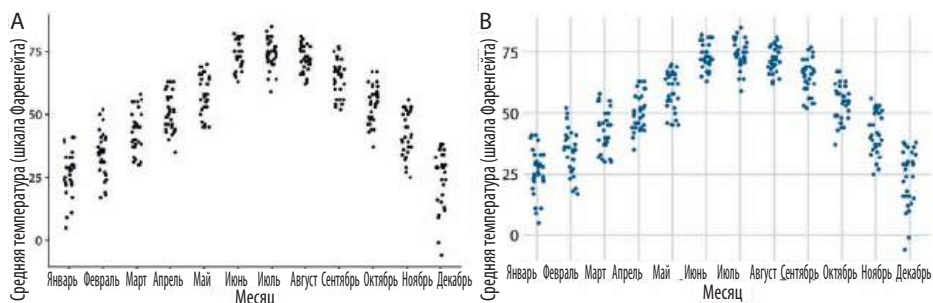 A
Средняя температура (шкала Фаренгейта)
75
50
25
0
Январь Февраль Март Апрель Май Июнь Июль Август Сентябрь Октябрь Ноябрь Декабрь
Месяц
B
Средняя температура (шкала Фаренгейта)
75
50
25
0
Январь Февраль Март Апрель Май Июнь Июль Август Сентябрь Октябрь Ноябрь Декабрь
Месяц